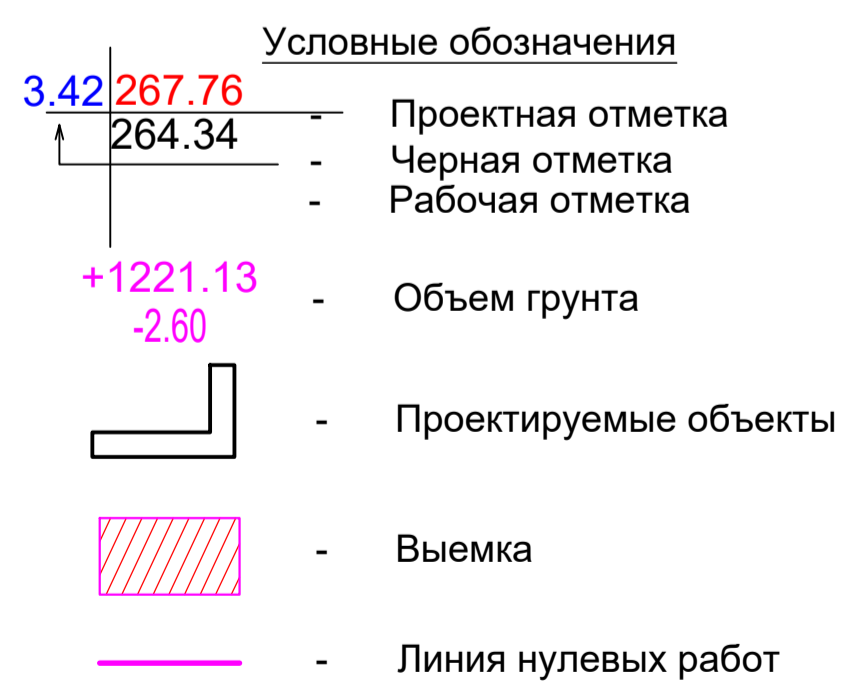 Условные обозначения
3.42 267.76
- Проектная отметка
264.34
- Черная отметка
- Рабочая отметка
+1221.13
-2.60
- Объем грунта
- Проектируемые объекты
- Выемка
- Линия нулевых работ